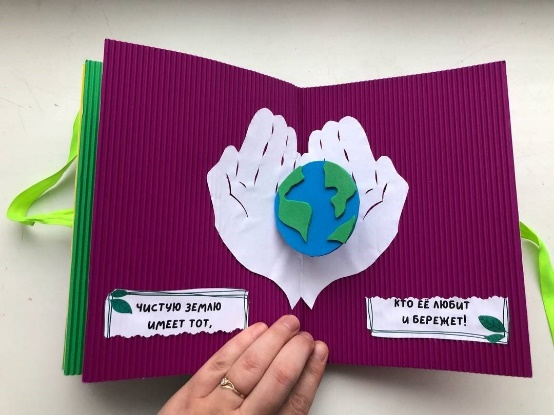 ЧИСТУЮ ЗЕМЛЮ
ИМЕЕТ ТОТ,
КТО ЕЁ ЛЮБИТ
И БЕРЕЖЕТ!